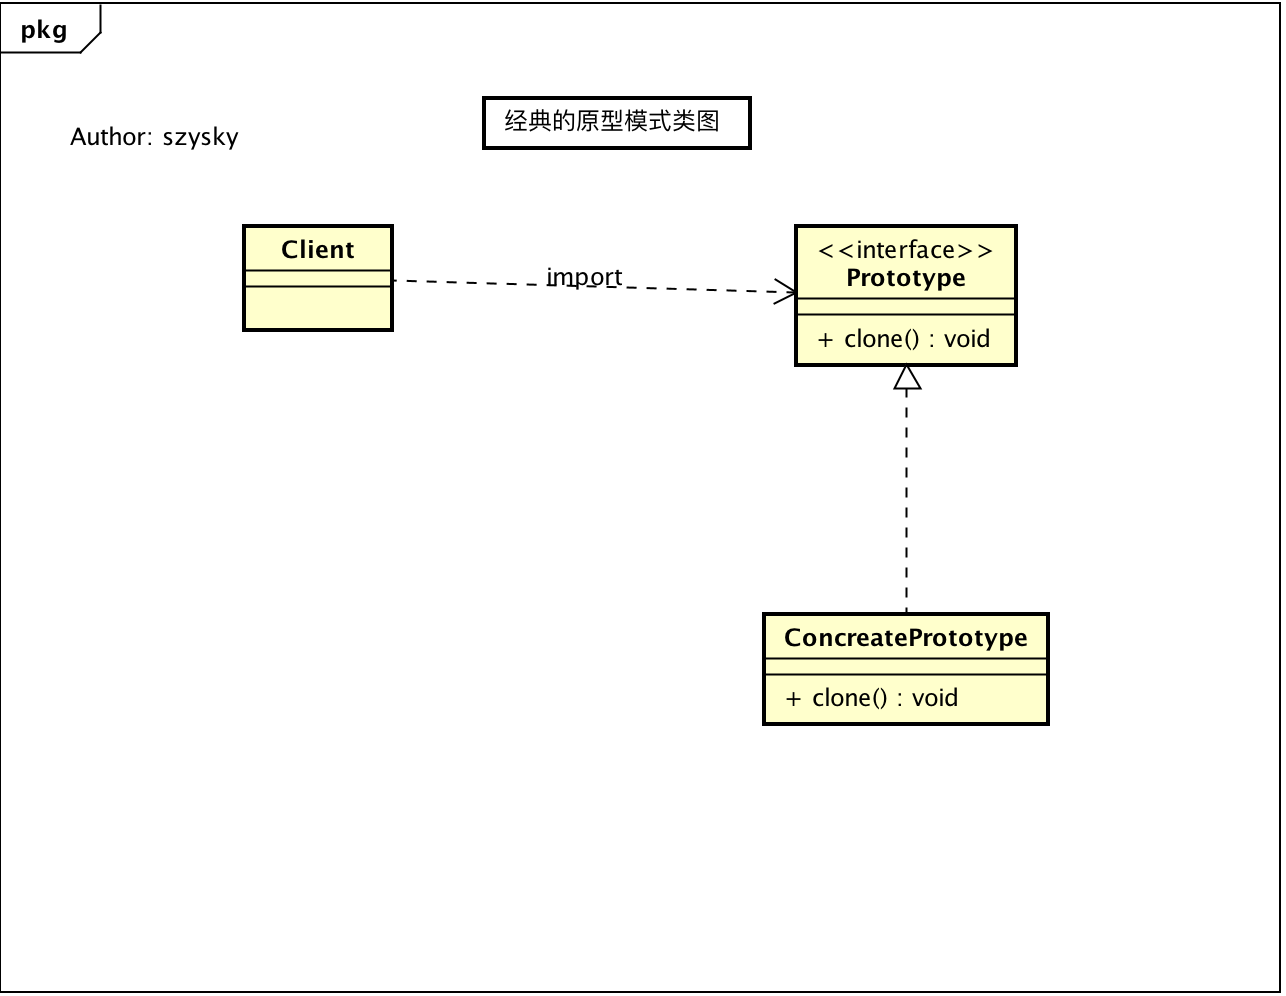 pkg
经典的原型模式类图
Author: szysky
Client
import
<<interface>>
Prototype
+ clone() : void
ConcreatePrototype
+ clone() : void